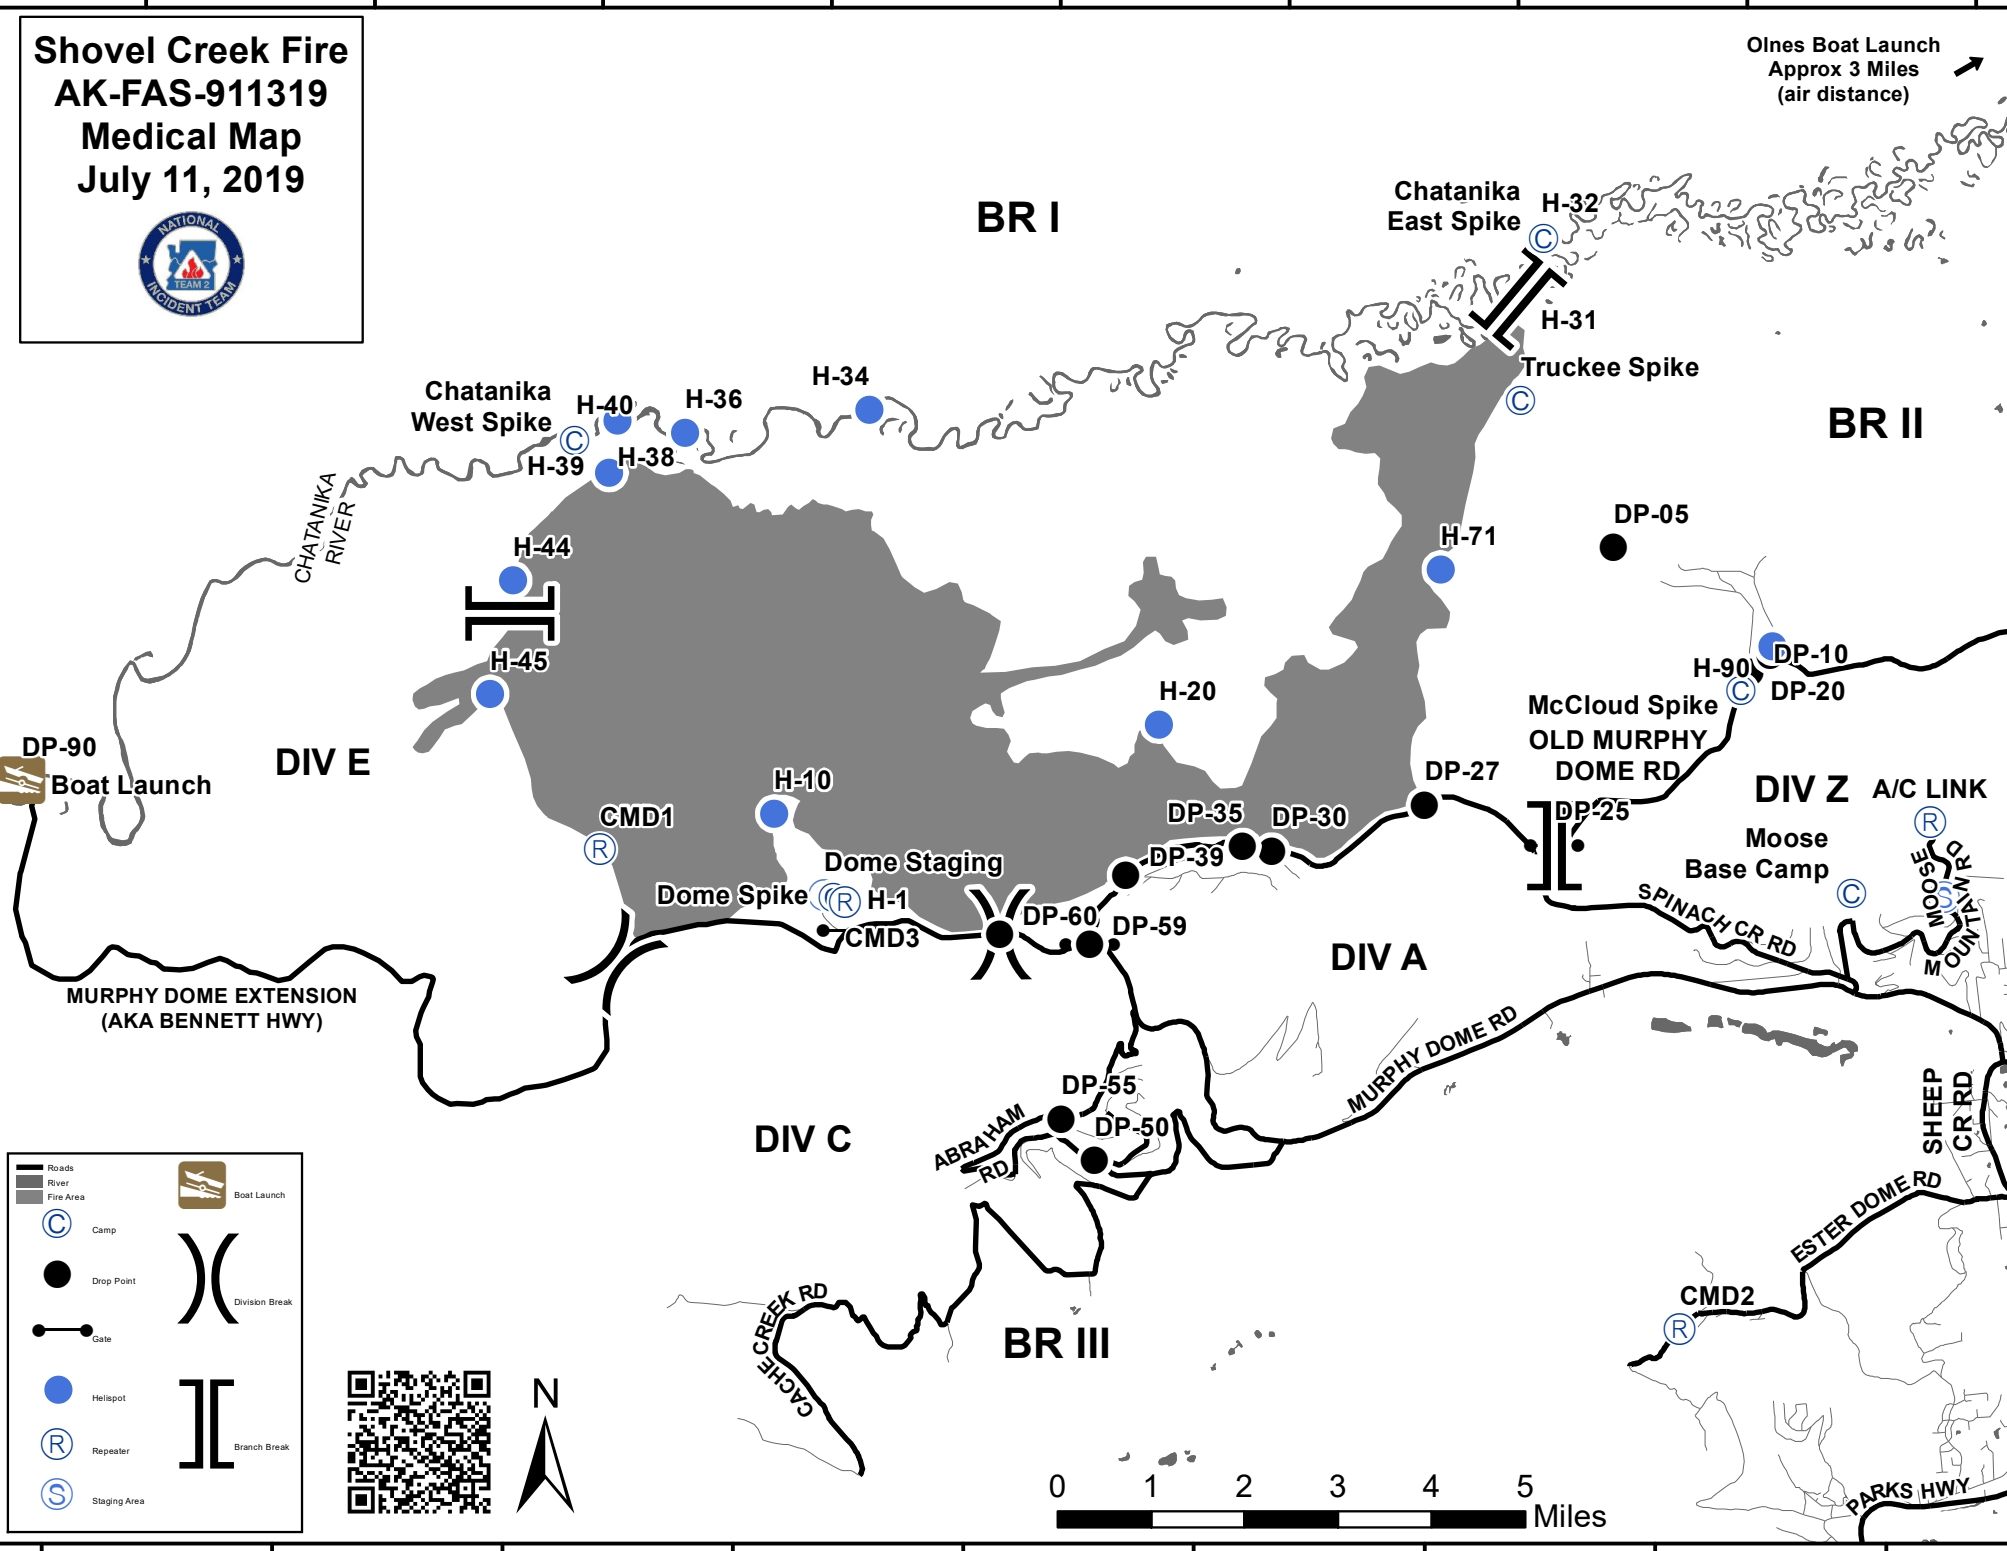 Shovel Creek Fire
AK-FAS-911319
Medical Map
July 11, 2019
NATIONAL
TEAM 2
INCIDENT TEAM
Olnes Boat Launch
Approx 3 Miles
(air distance)
BR I
Chatanika
East Spike
H-32
H-31
Truckee Spike
BR II
Chatanika
West Spike
H-40
H-36
H-34
H-39
H-38
CHATANIKA
RIVER
H-44
H-45
H-71
DP-05
H-20
H-90
DP-10
DP-20
McCloud Spike
OLD MURPHY
DOME RD
DP-90
Boat Launch
DIV E
H-10
CMD1
DP-27
DP-35
DP-30
DP-39
DP-25
DIV Z
A/C LINK
R
Moose
Base Camp
C
S
MOOSE
MOUNTAIN RD
Dome Staging
Dome Spike
R
H-1
CMD3
DP-60
DP-59
DIV A
SPINACH CR RD
MURPHY DOME EXTENSION
(AKA BENNETT HWY)
MURPHY DOME RD
DP-55
DP-50
ABRAHAM
RD
DIV C
SHEEP
CR RD
ESTER DOME RD
CMD2
R
CACHE CREEK RD
BR III
PARKS HWY
Roads
River
Fire Area
C Camp
Drop Point
Gate
Helispot
R Repeater
S Staging Area
Boat Launch
Division Break
Branch Break
N
0 1 2 3 4 5
Miles